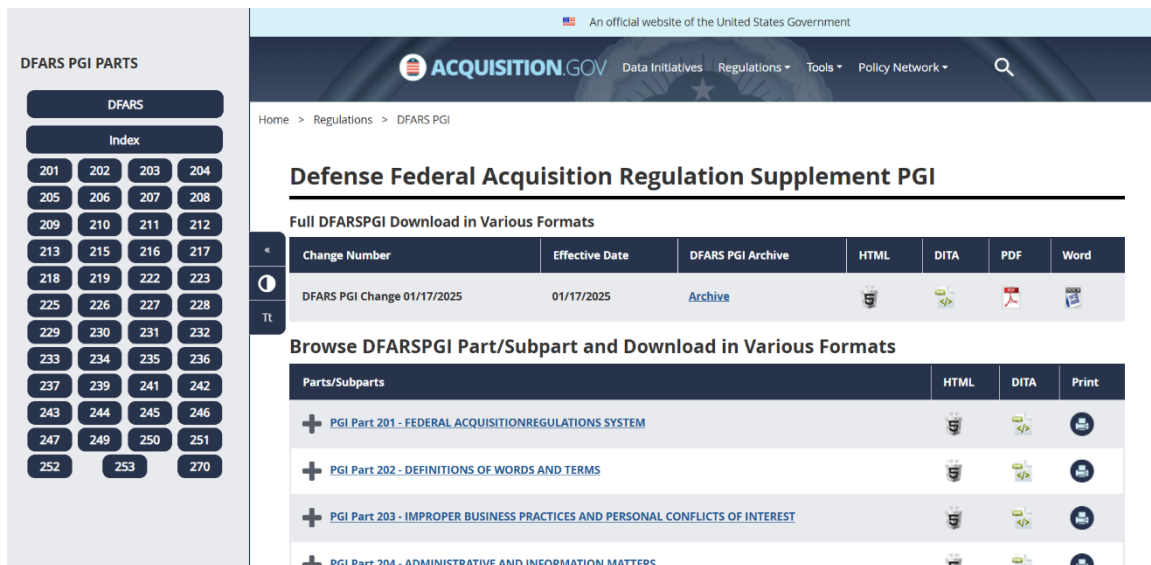 An official website of the United States Government
DFARS PGI PARTS
ACQUISITION.GOV Data Initiatives Regulations Tools Policy Network
DFARS
Index
Home > Regulations > DFARS PGI
201 202 203 204
205 206 207 208
209 210 211 212
213 215 216 217
218 219 222 223
225 226 227 228
229 230 231 232
233 234 235 236
237 239 241 242
243 244 245 246
247 249 250 251
252 253 270
«
Tt
Defense Federal Acquisition Regulation Supplement PGI
Full DFARSPGI Download in Various Formats
Change Number Effective Date DFARS PGI Archive HTML DITA PDF Word
DFARS PGI Change 01/17/2025 01/17/2025 Archive
Browse DFARSPGI Part/Subpart and Download in Various Formats
Parts/Subparts HTML DITA Print
PGI Part 201 - FEDERAL ACQUISITIONREGULATIONS SYSTEM
PGI Part 202 - DEFINITIONS OF WORDS AND TERMS
PGI Part 203 - IMPROPER BUSINESS PRACTICES AND PERSONAL CONFLICTS OF INTEREST
PGI Part 204 - ADMINISTRATIVE AND INFORMATION MATTERS